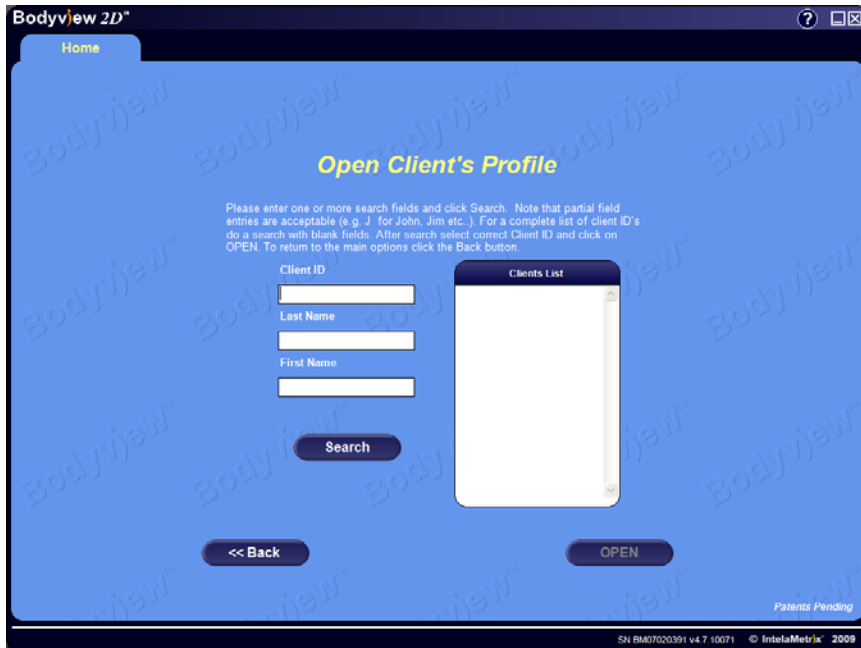 Bodyview 2D™
Home
Open Client's Profile
Please enter one or more search fields and click Search. Note that partial field
entries are acceptable (e.g. J for John, Jim etc..). For a complete list of client ID's
do a search with blank fields. After search select correct Client ID and click on
OPEN. To return to the main options click the Back button.
Client ID
Clients List
Last Name
First Name
Search
<< Back
OPEN
Patents Pending
SN BM07020391 v4.7.10071 © IntelaMetrix® 2009